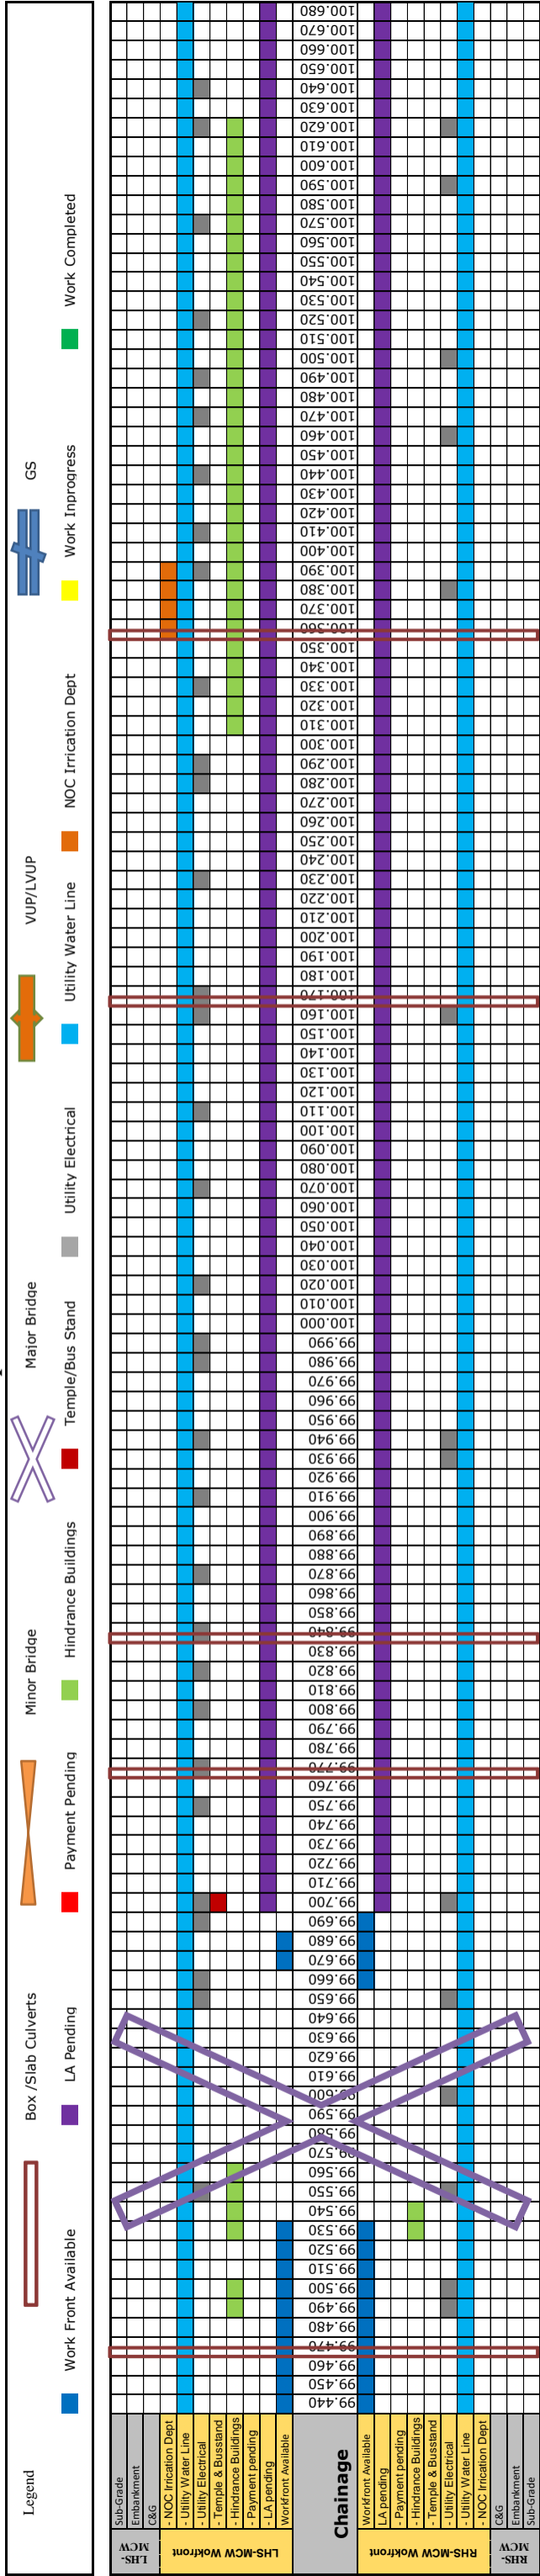 Legend
Box /Slab Culverts
Minor Bridge
Major Bridge
VUP/LVUP
GS
Work Front Available
LA Pending
Payment Pending
Hindrance Buildings
Temple/Bus Stand
Utility Electrical
Utility Water Line
NOC Irrication Dept
Work Inprogress
Work Completed
LHS-MCW
Sub-Grade
Embankment
C&G
LHS-MCW Wokfront
- NOC Irrication Dept
- Utility Water Line
- Utility Electrical
- Temple & Busstand
- Hindrance Buildings
- Payment pending
- LA pending
Workfront Available
Chainage
99.440
99.450
99.460
99.470
99.480
99.490
99.500
99.510
99.520
99.530
99.540
99.550
99.560
99.570
99.580
99.590
99.600
99.610
99.620
99.630
99.640
99.650
99.660
99.670
99.680
99.690
99.700
99.710
99.720
99.730
99.740
99.750
99.760
99.770
99.780
99.790
99.800
99.810
99.820
99.830
99.840
99.850
99.860
99.870
99.880
99.890
99.900
99.910
99.920
99.930
99.940
99.950
99.960
99.970
99.980
99.990
100.000
100.010
100.020
100.030
100.040
100.050
100.060
100.070
100.080
100.090
100.100
100.110
100.120
100.130
100.140
100.150
100.160
100.170
100.180
100.190
100.200
100.210
100.220
100.230
100.240
100.250
100.260
100.270
100.280
100.290
100.300
100.310
100.320
100.330
100.340
100.350
100.360
100.370
100.380
100.390
100.400
100.410
100.420
100.430
100.440
100.450
100.460
100.470
100.480
100.490
100.500
100.510
100.520
100.530
100.540
100.550
100.560
100.570
100.580
100.590
100.600
100.610
100.620
100.630
100.640
100.650
100.660
100.670
100.680
RHS-MCW Wokfront
Workfront Available
LA pending
- Payment pending
- Hindrance Buildings
- Temple & Busstand
- Utility Electrical
- Utility Water Line
- NOC Irrication Dept
RHS-MCW
C&G
Embankment
Sub-Grade